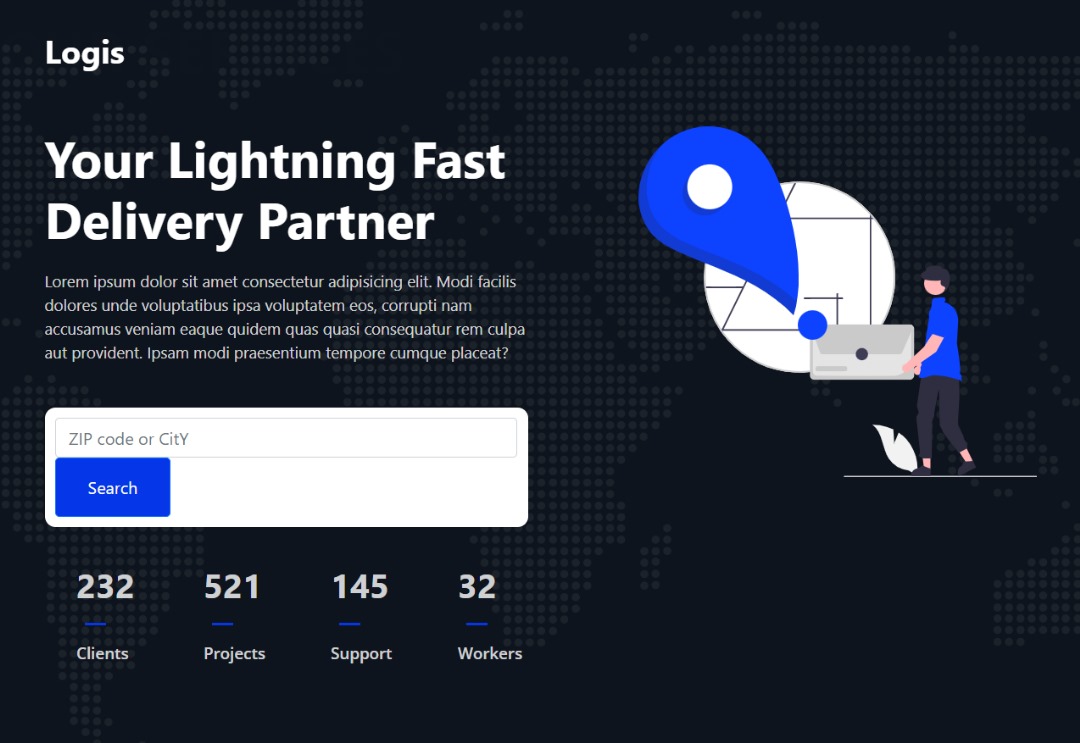 Logis
Your Lightning Fast
Delivery Partner
Lorem ipsum dolor sit amet consectetur adipisicing elit. Modi facilis
dolores unde voluptatibus ipsa voluptatem eos, corrupti nam
accusamus veniam eaque quidem quas quasi consequatur rem culpa
aut provident. Ipsam modi praesentium tempore cumque placeat?
ZIP code or CitY
Search
232 521 145 32
Clients Projects Support Workers